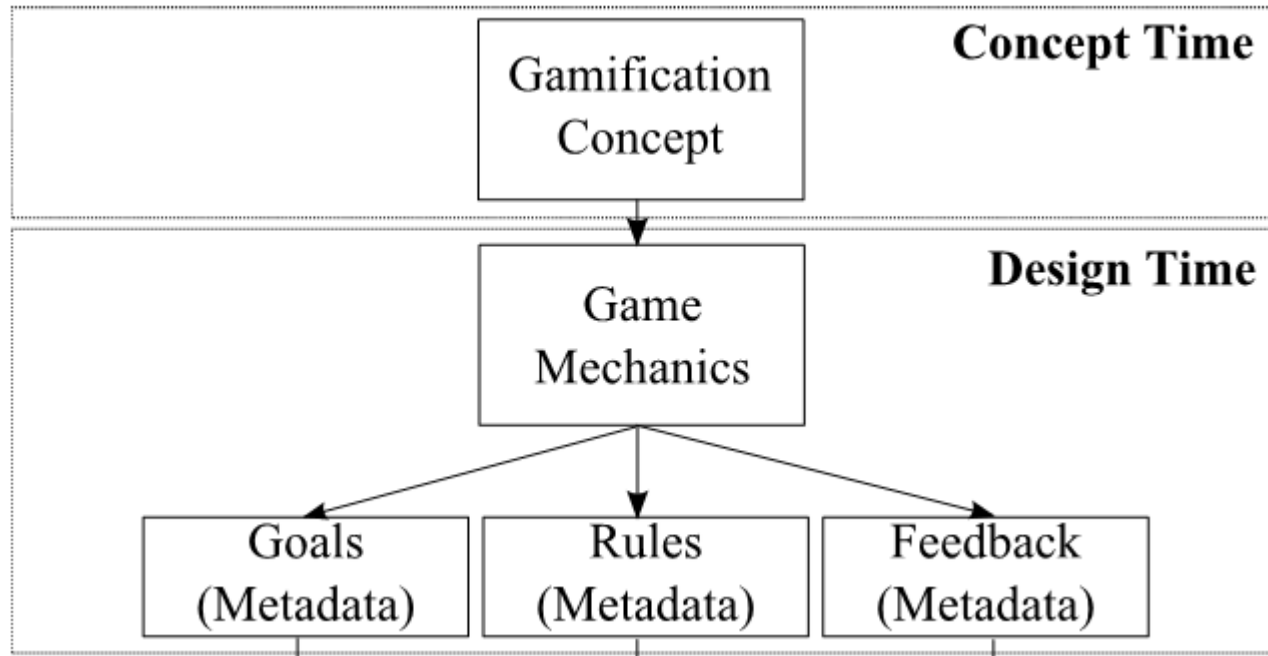 Concept Time
Gamification
Concept
Design Time
Game
Mechanics
Goals
(Metadata)
Rules
(Metadata)
Feedback
(Metadata)